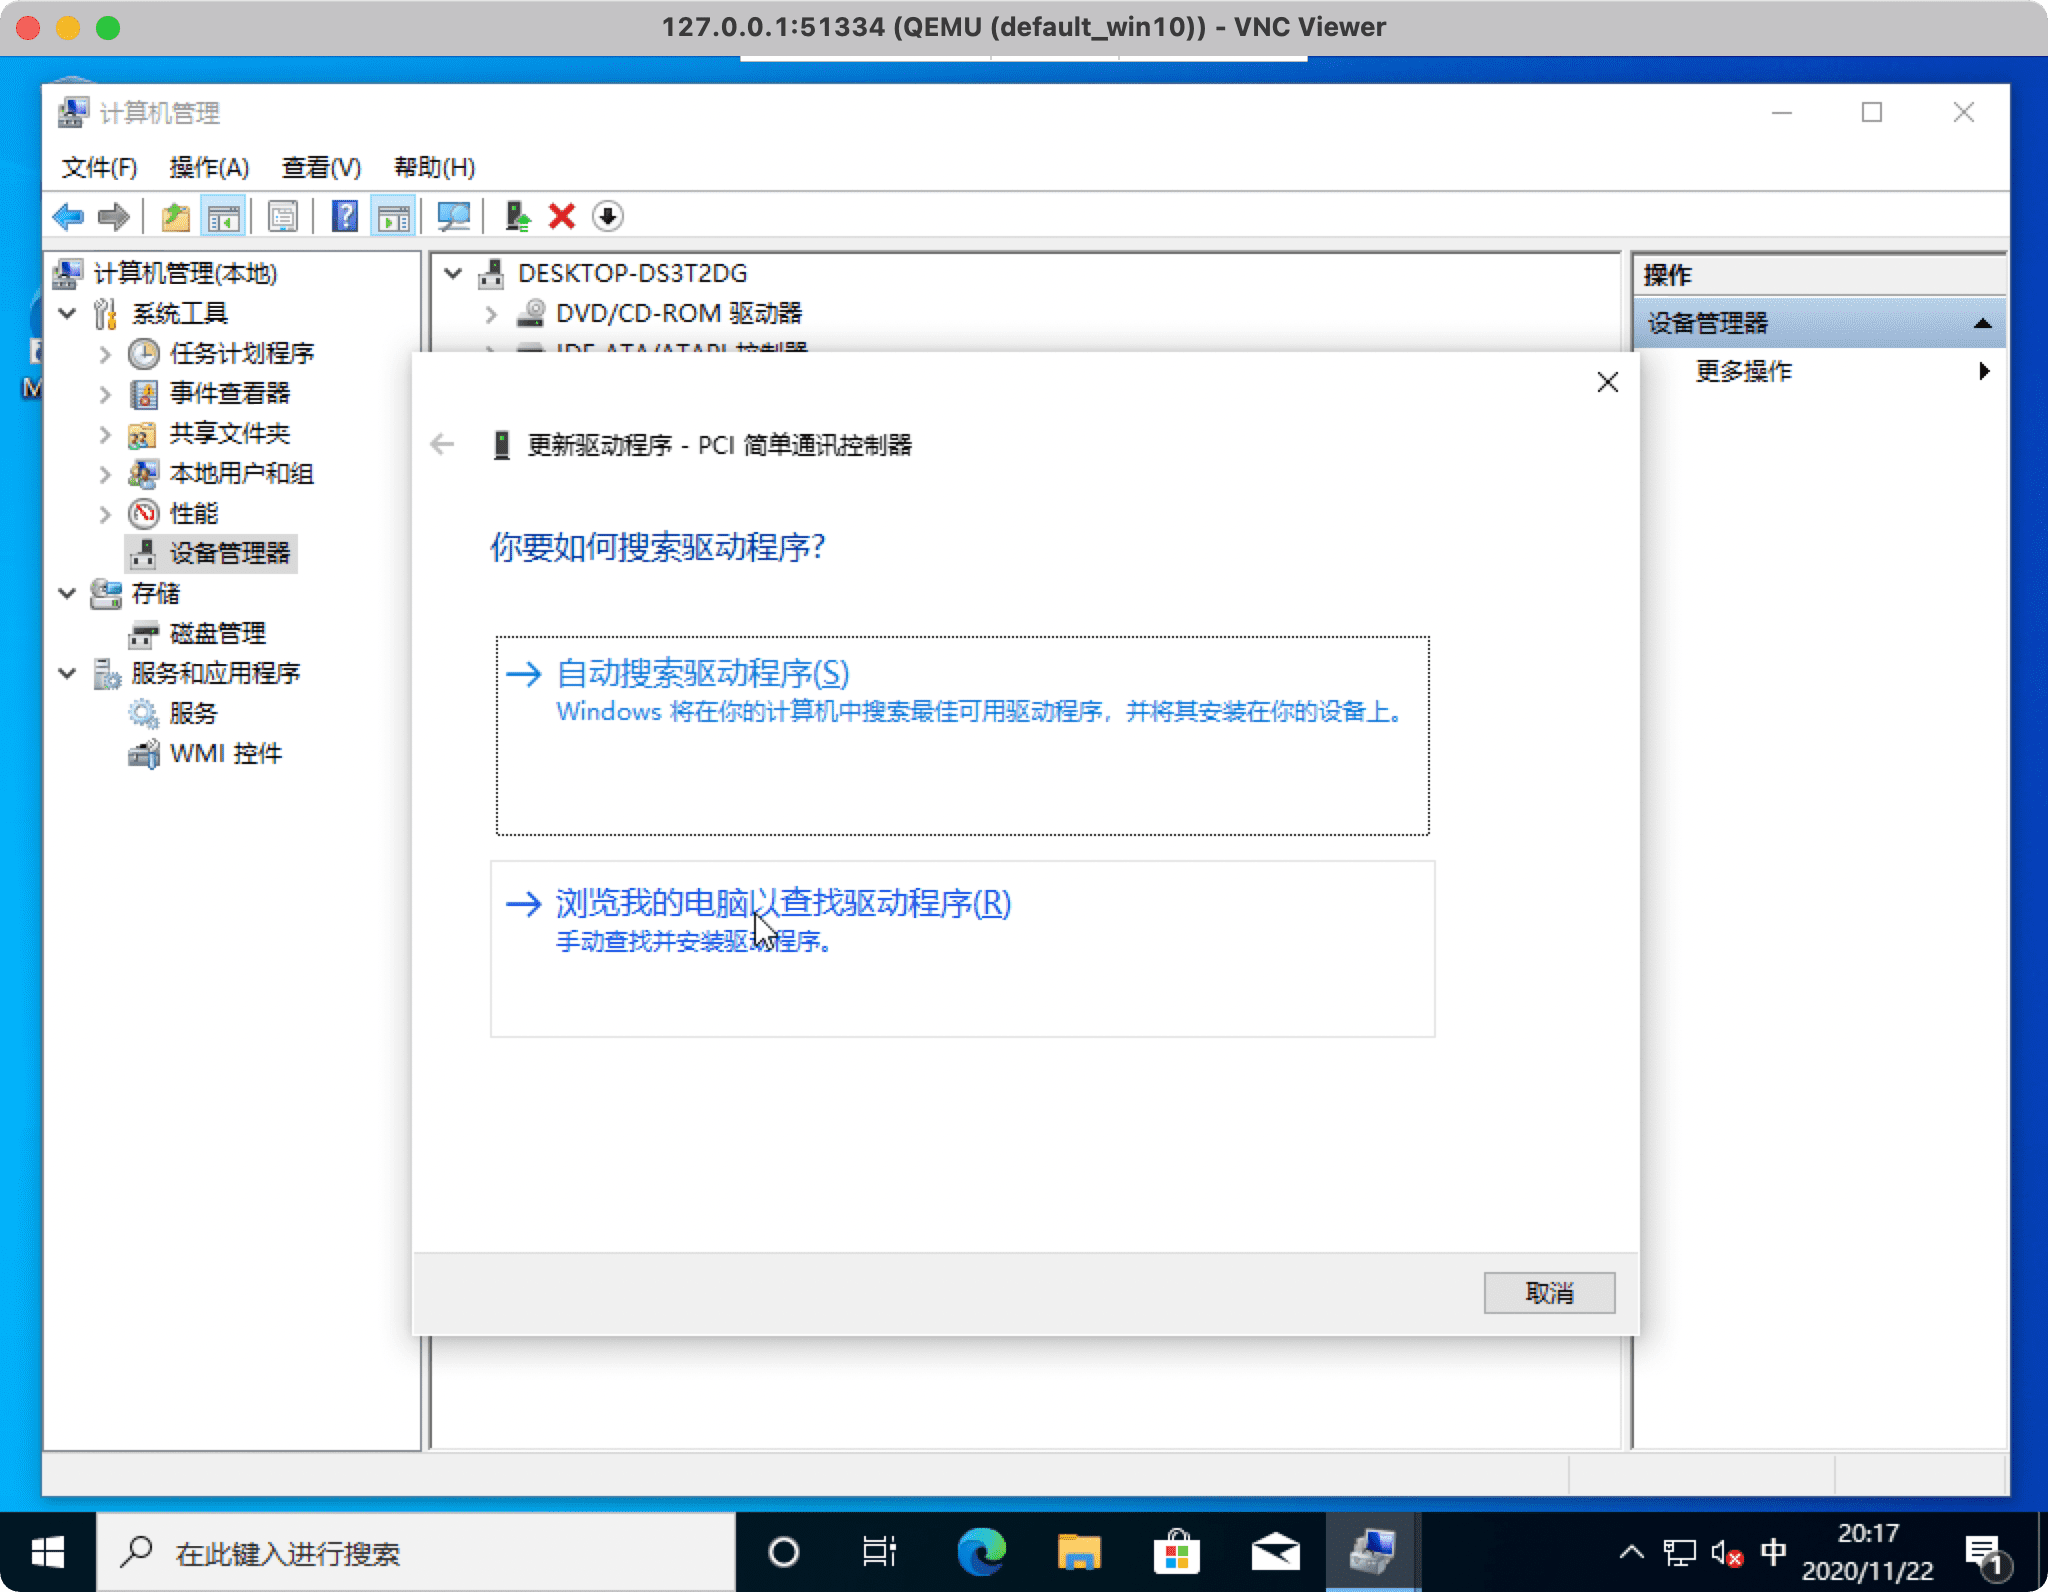 127.0.0.1:51334 (QEMU (default_win10)) - VNC Viewer
计算机管理
文件(F) 操作(A) 查看(V) 帮助(H)
计算机管理(本地)
系统工具
任务计划程序
事件查看器
共享文件夹
本地用户和组
性能
设备管理器
存储
磁盘管理
服务和应用程序
服务
WMI 控件
DESKTOP-DS3T2DG
DVD/CD-ROM 驱动器
IDE ATA/ATAPI 控制器
操作
设备管理器
更多操作
更新驱动程序 - PCI 简单通讯控制器
你要如何搜索驱动程序?
自动搜索驱动程序(S)
Windows 将在你的计算机中搜索最佳可用驱动程序，并将其安装在你的设备上。
浏览我的电脑以查找驱动程序(R)
手动查找并安装驱动程序。
取消
M
在此键入进行搜索
中
20:17
2020/11/22
1